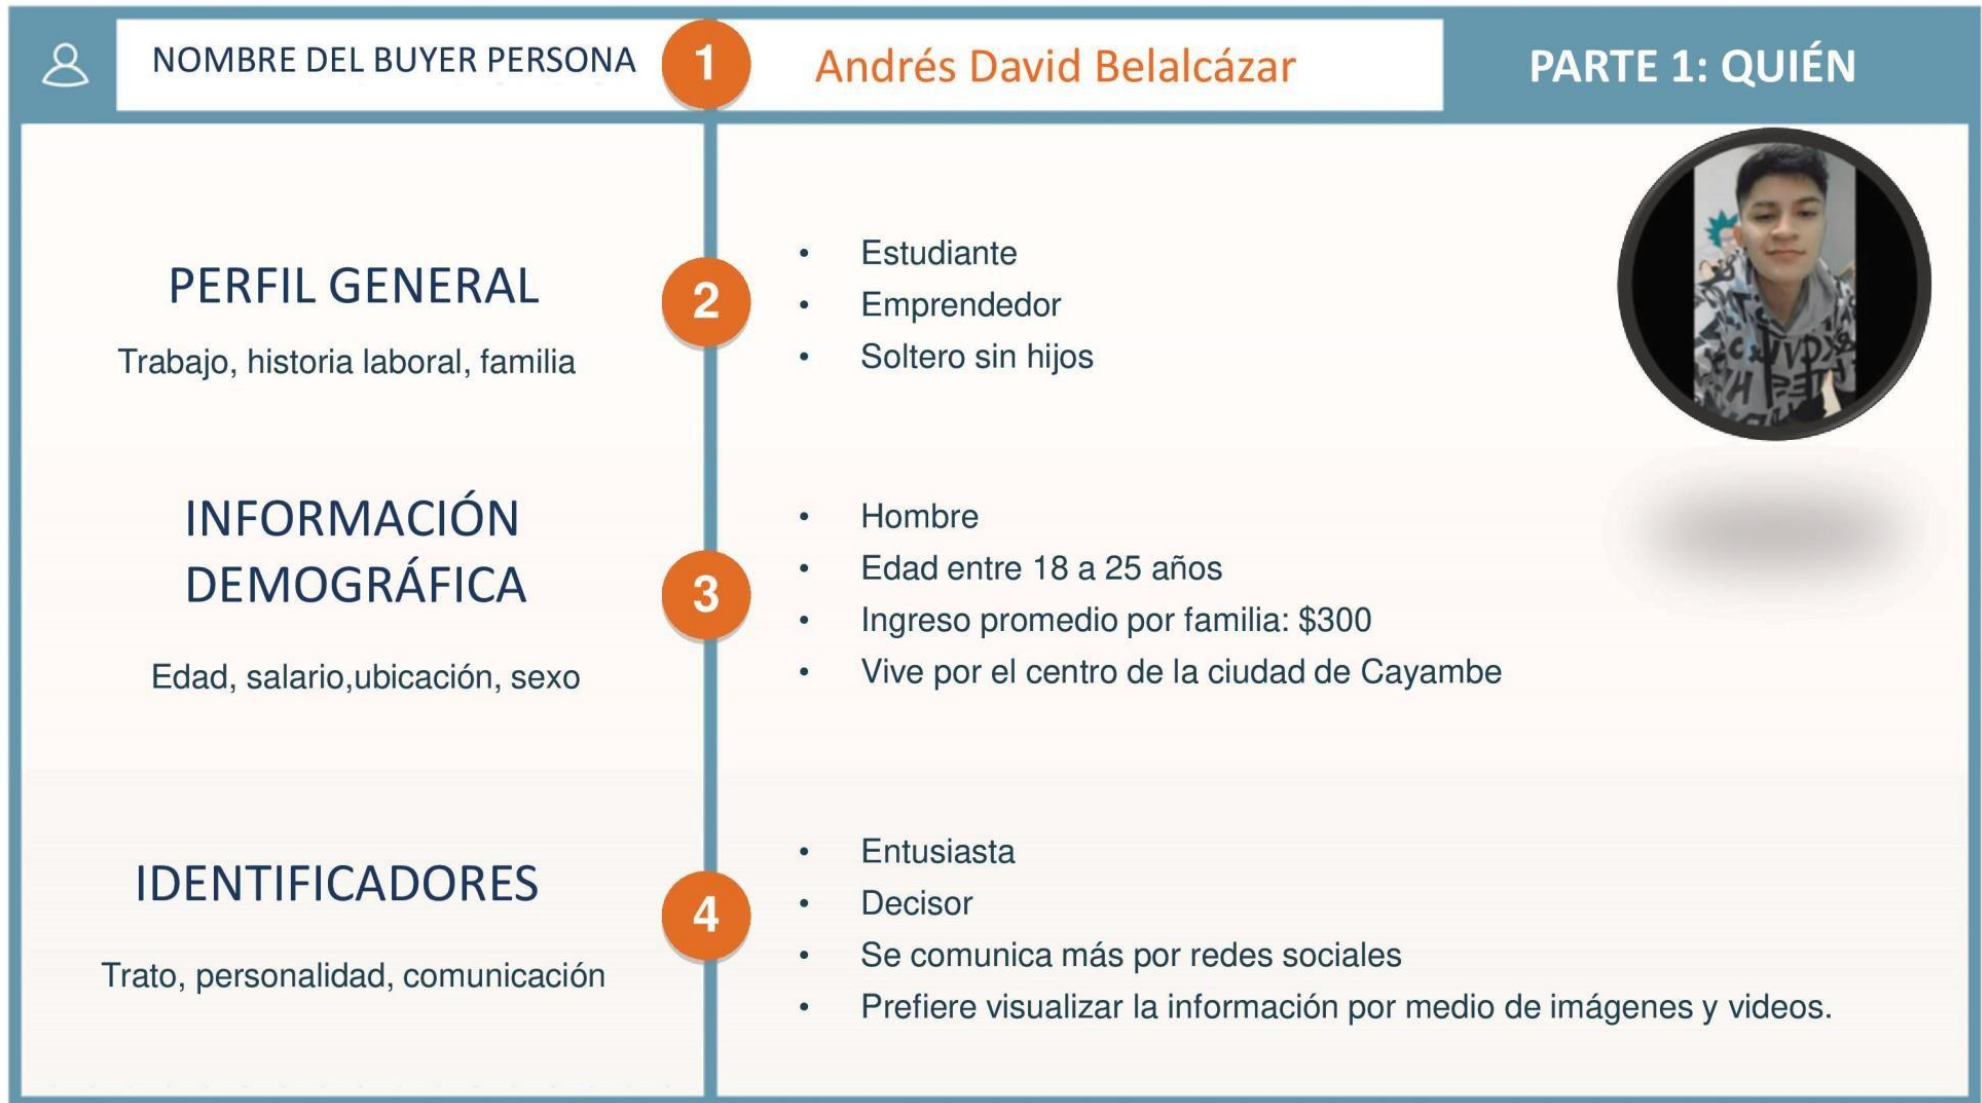 NOMBRE DEL BUYER PERSONA
1
Andrés David Belalcázar
PARTE 1: QUIÉN
PERFIL GENERAL
Trabajo, historia laboral, familia
2
• Estudiante
• Emprendedor
• Soltero sin hijos
INFORMACIÓN
DEMOGRÁFICA
Edad, salario,ubicación, sexo
3
• Hombre
• Edad entre 18 a 25 años
• Ingreso promedio por familia: $300
• Vive por el centro de la ciudad de Cayambe
IDENTIFICADORES
Trato, personalidad, comunicación
4
• Entusiasta
• Decisor
• Se comunica más por redes sociales
• Prefiere visualizar la información por medio de imágenes y videos.